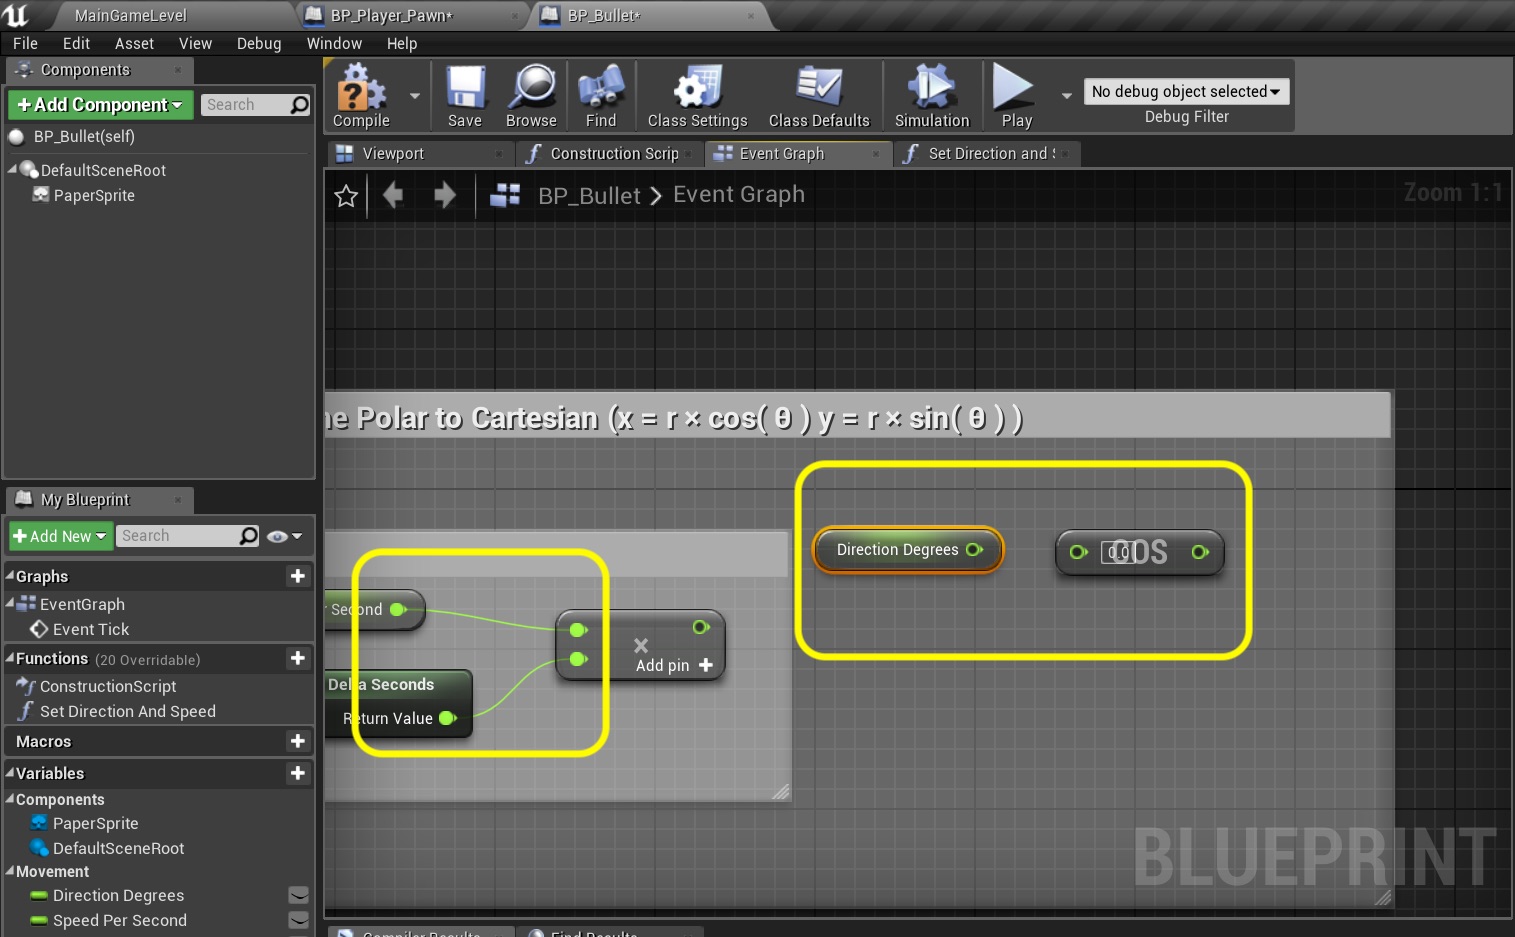 MainGameLevel
BP_Player_Pawn*
BP_Bullet*
File Edit Asset View Debug Window Help
Components
+Add Component
Search
BP_Bullet(self)
DefaultSceneRoot
PaperSprite
Compile
Save
Browse
Find
Class Settings
Class Defaults
Simulation
Play
No debug object selected
Debug Filter
Viewport
Construction Scrip
Event Graph
Set Direction and
BP_Bullet > Event Graph
Zoom 1:1
ne Polar to Cartesian (x = r × cos( θ ) y = r × sin( θ ) )
Direction Degrees
0.0
COS
Second
×
Add pin +
Delta Seconds
Return Value
BLUEPRINT
My Blueprint
+Add New
Search
Graphs
EventGraph
Event Tick
Functions (20 Overridable)
ConstructionScript
Set Direction And Speed
Macros
Variables
Components
PaperSprite
DefaultSceneRoot
Movement
Direction Degrees
Speed Per Second
Compiler Results
Find Results